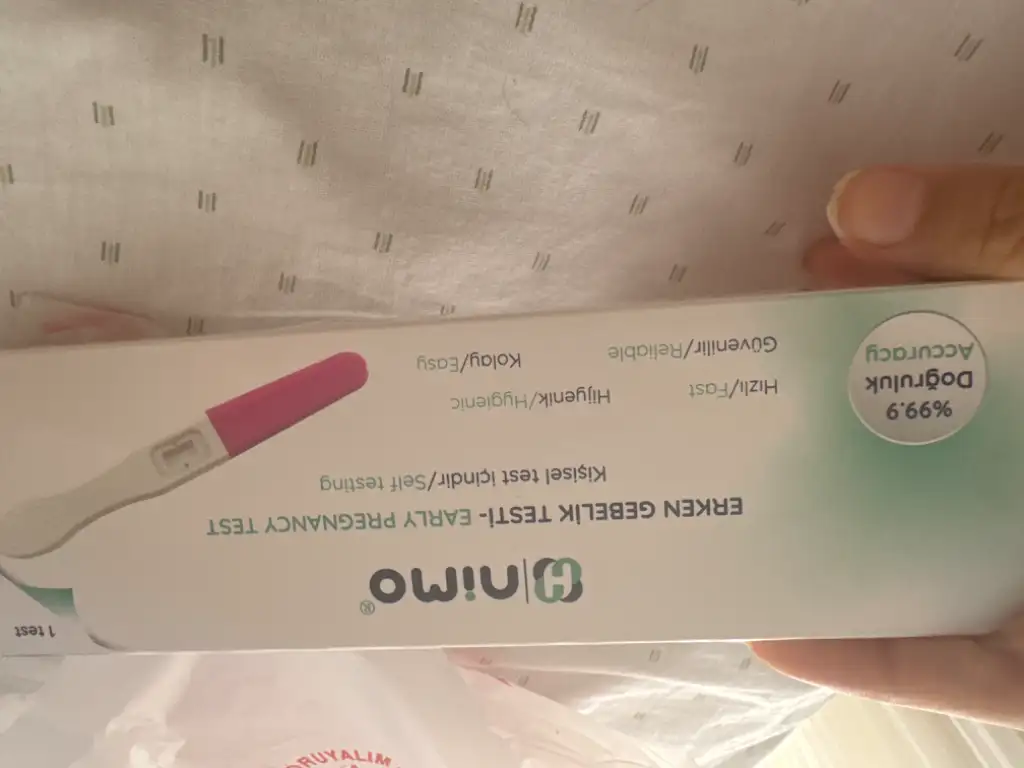 nimo®
ERKEN GEBELİK TESTİ- EARLY PREGNANCY TEST
Kişisel test içindir/Self testing
Hızlı/Fast
Hijyenik/Hygienic
Güvenilir/Reliable
Kolay/Easy
%99.9
Doğruluk
Accuracy
1 test